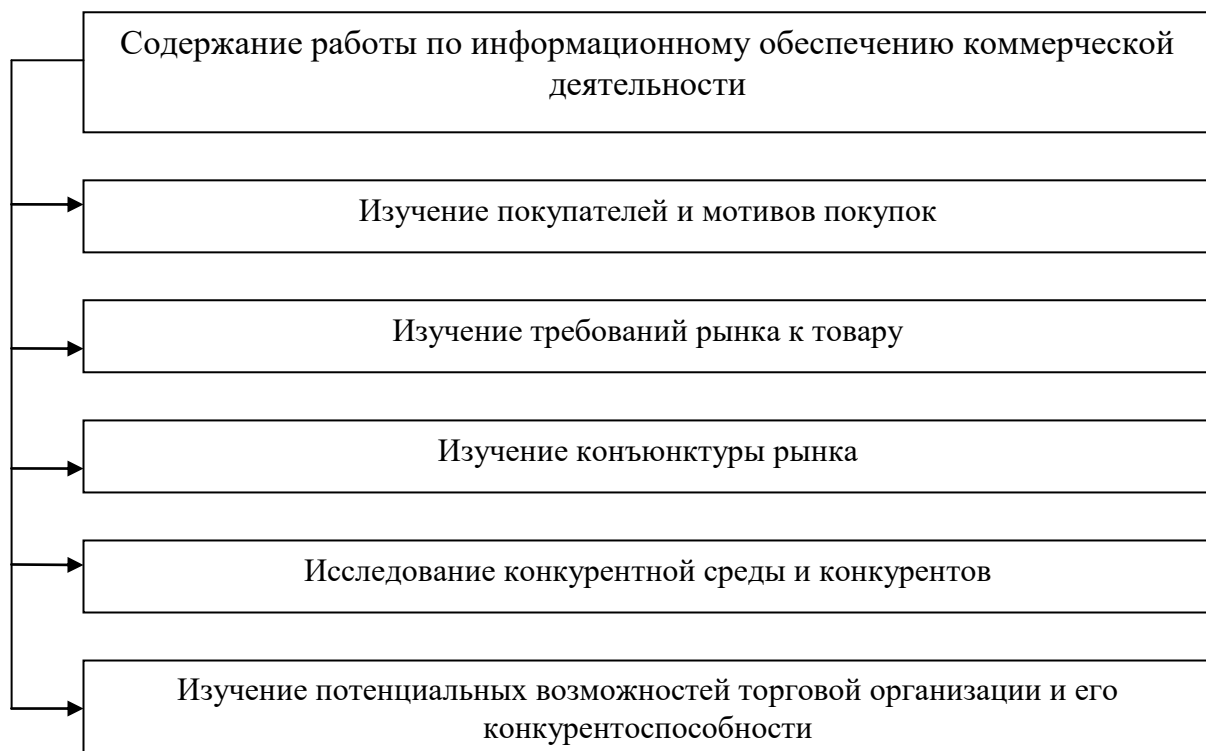 Содержание работы по информационному обеспечению коммерческой
деятельности
Изучение покупателей и мотивов покупок
Изучение требований рынка к товару
Изучение конъюнктуры рынка
Исследование конкурентной среды и конкурентов
Изучение потенциальных возможностей торговой организации и его
конкурентоспособности